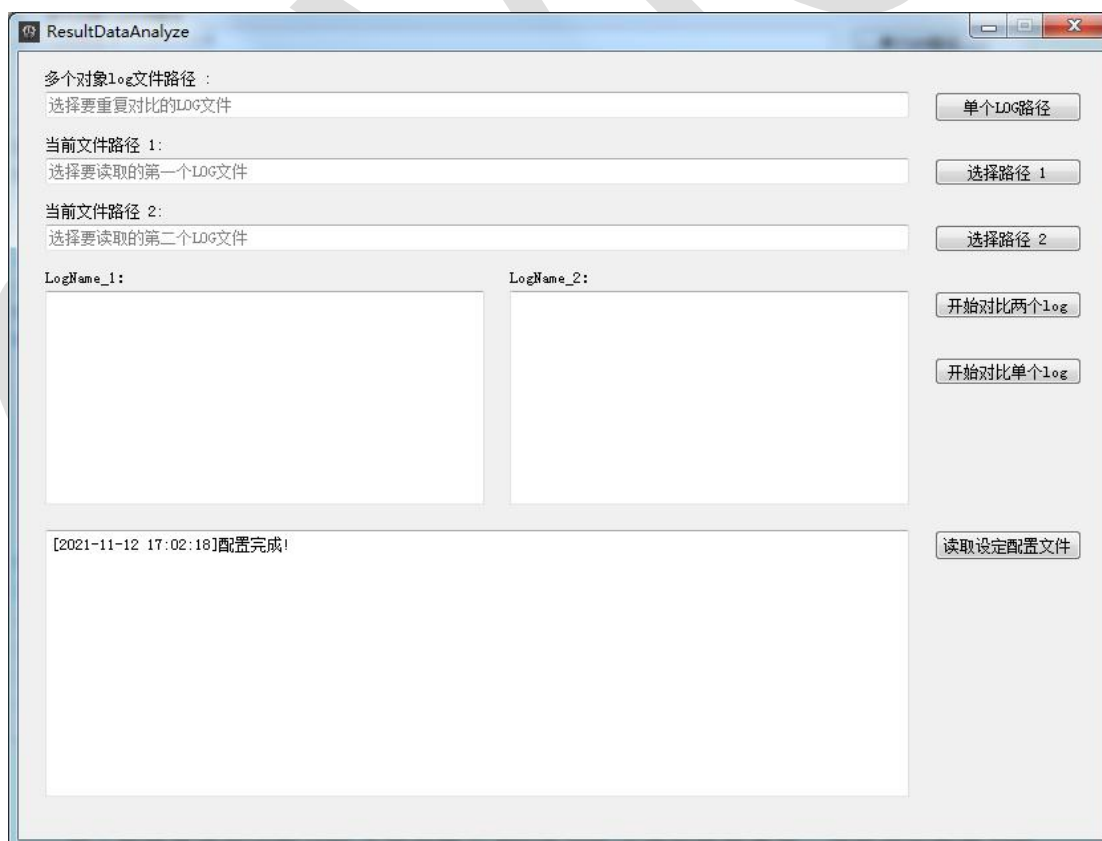 ResultDataAnalyze
多个对象log文件路径 :
选择要重复对比的LOG文件
单个LOG路径
当前文件路径 1:
选择要读取的第一个LOG文件
选择路径 1
当前文件路径 2:
选择要读取的第二个LOG文件
选择路径 2
LogName_1:
LogName_2:
开始对比两个log
开始对比单个log
[2021-11-12 17:02:18]配置完成!
读取设定配置文件